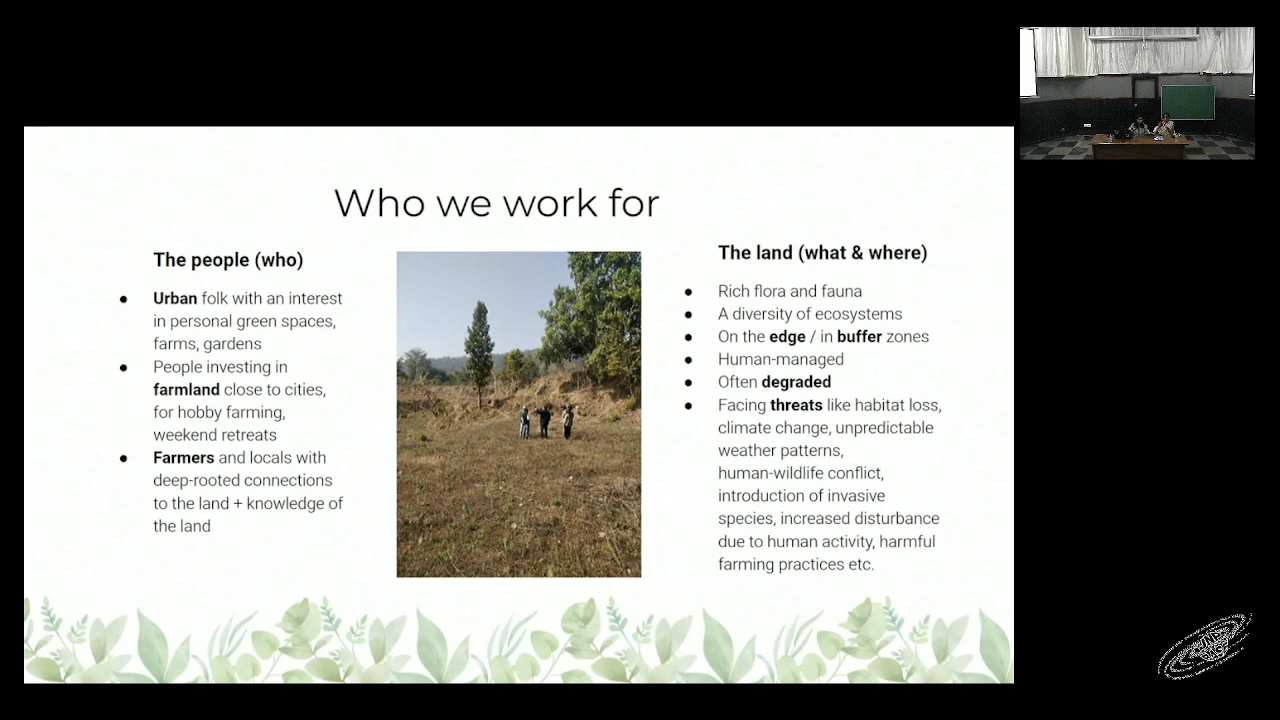 Who we work for
The people (who)
● Urban folk with an interest
in personal green spaces,
farms, gardens
● People investing in
farmland close to cities,
for hobby farming,
weekend retreats
● Farmers and locals with
deep-rooted connections
to the land + knowledge of
the land
The land (what & where)
● Rich flora and fauna
● A diversity of ecosystems
● On the edge / in buffer zones
● Human-managed
● Often degraded
● Facing threats like habitat loss,
climate change, unpredictable
weather patterns,
human-wildlife conflict,
introduction of invasive
species, increased disturbance
due to human activity, harmful
farming practices etc.